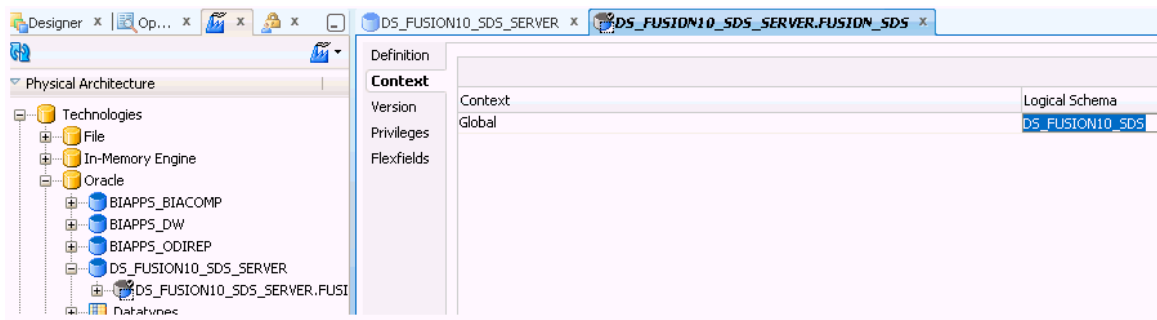 Designer x Op... x x x
DS_FUSION10_SDS_SERVER x DS_FUSION10_SDS_SERVER.FUSION_SDS x
Physical Architecture
Technologies
File
In-Memory Engine
Oracle
BIAPPS_BIACOMP
BIAPPS_DW
BIAPPS_ODIREP
DS_FUSION10_SDS_SERVER
DS_FUSION10_SDS_SERVER.FUSI
Datatypes
Definition
Context
Version
Privileges
Flexfields
Context Logical Schema
Global DS_FUSION10_SDS